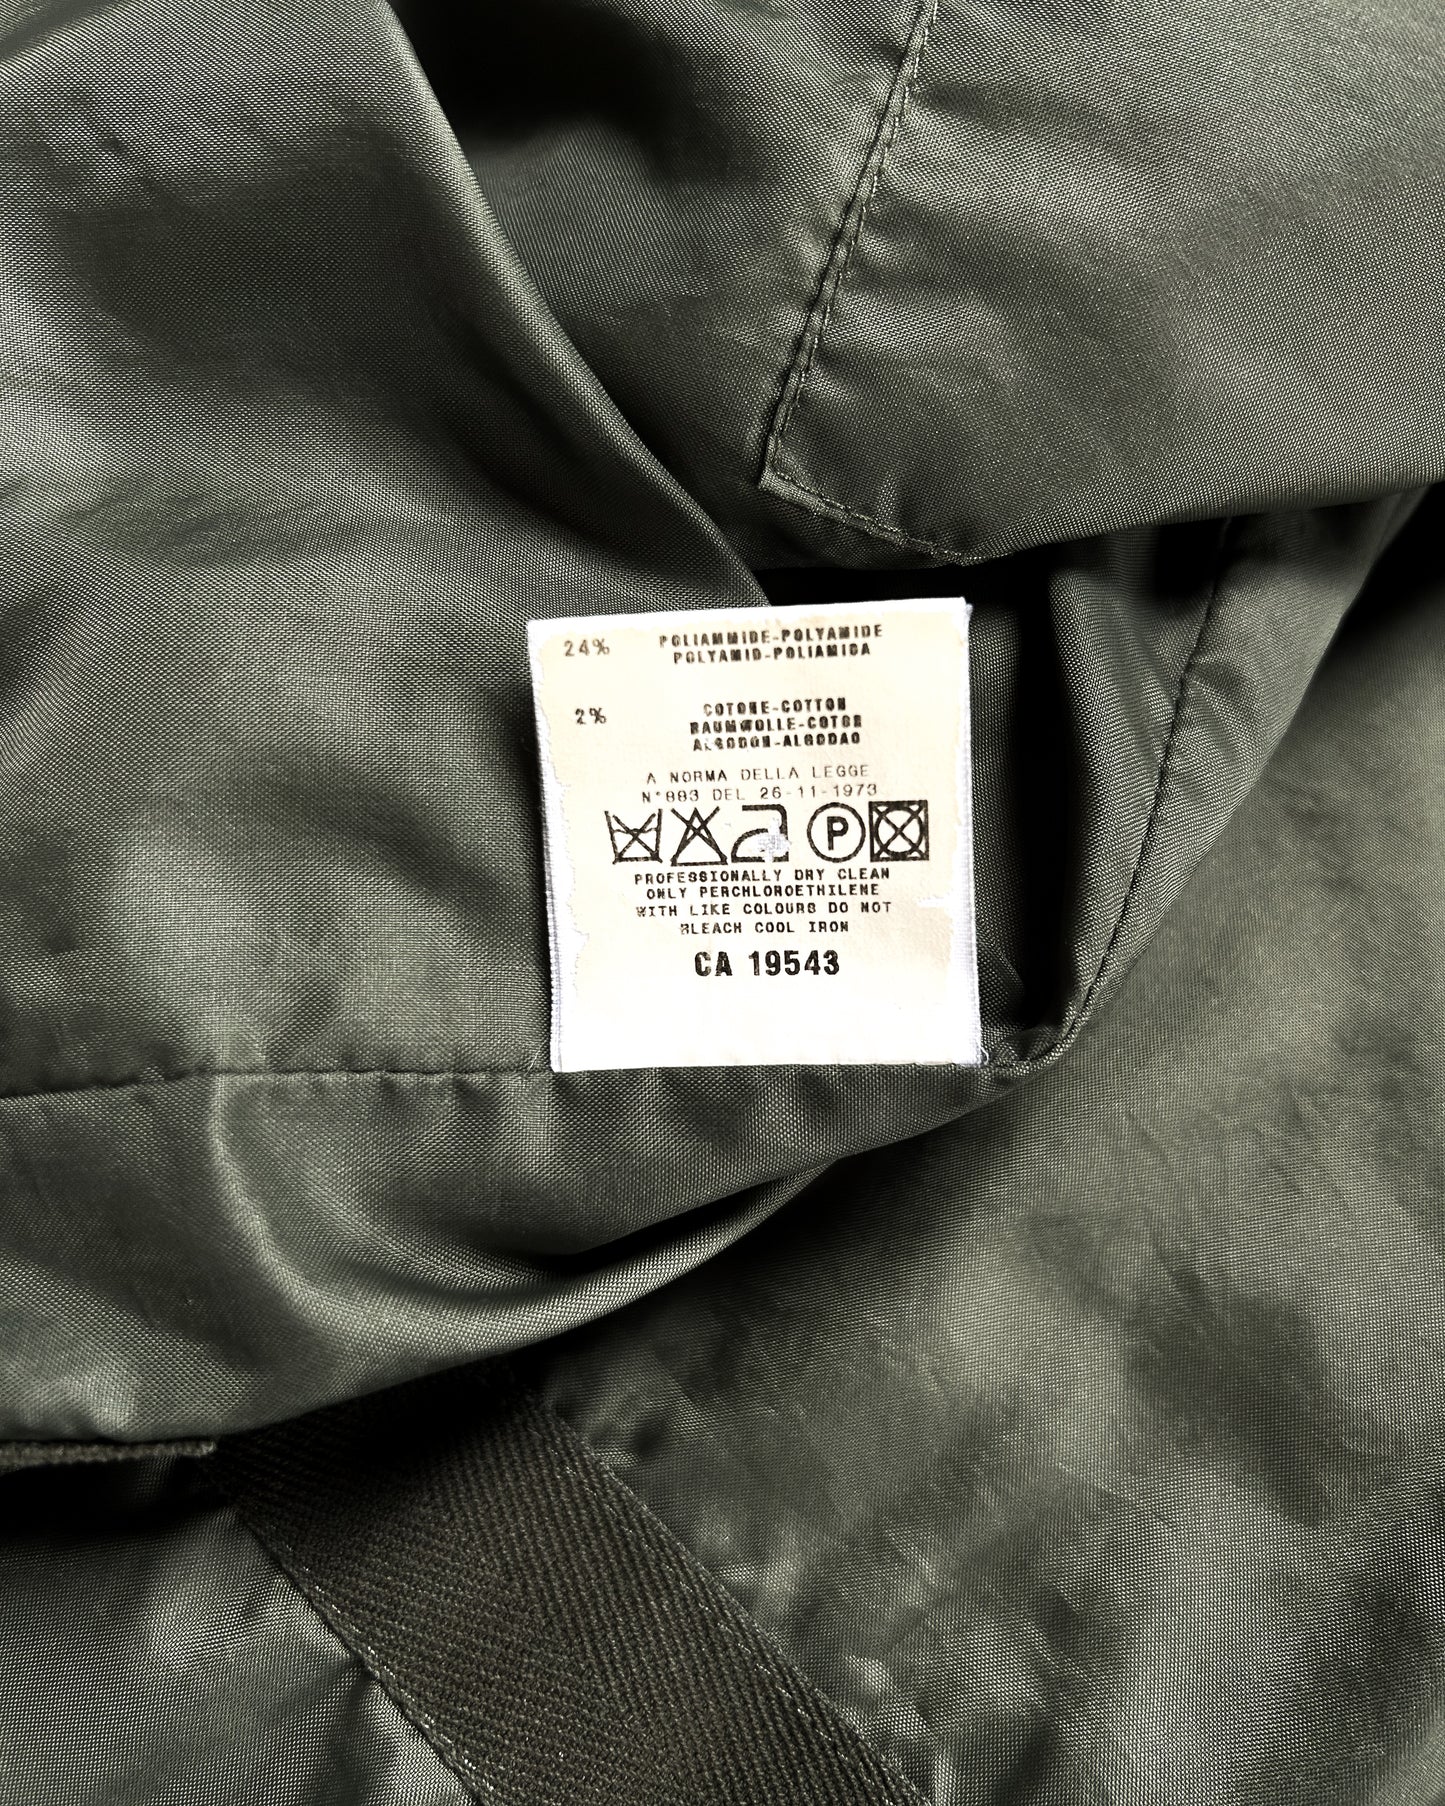 24% POLIAMMIDE-POLYAMIDE
POLYAMID-POLIAMIDA
2% COTONE-COTTON
BAUMWOLLE-COTON
ALGODON-ALGODAO
A NORMA DELLA LEGGE
N°883 DEL 26-11-1973
P
PROFESSIONALLY DRY CLEAN
ONLY PERCHLOROETHILENE
WITH LIKE COLOURS DO NOT
BLEACH COOL IRON
CA 19543